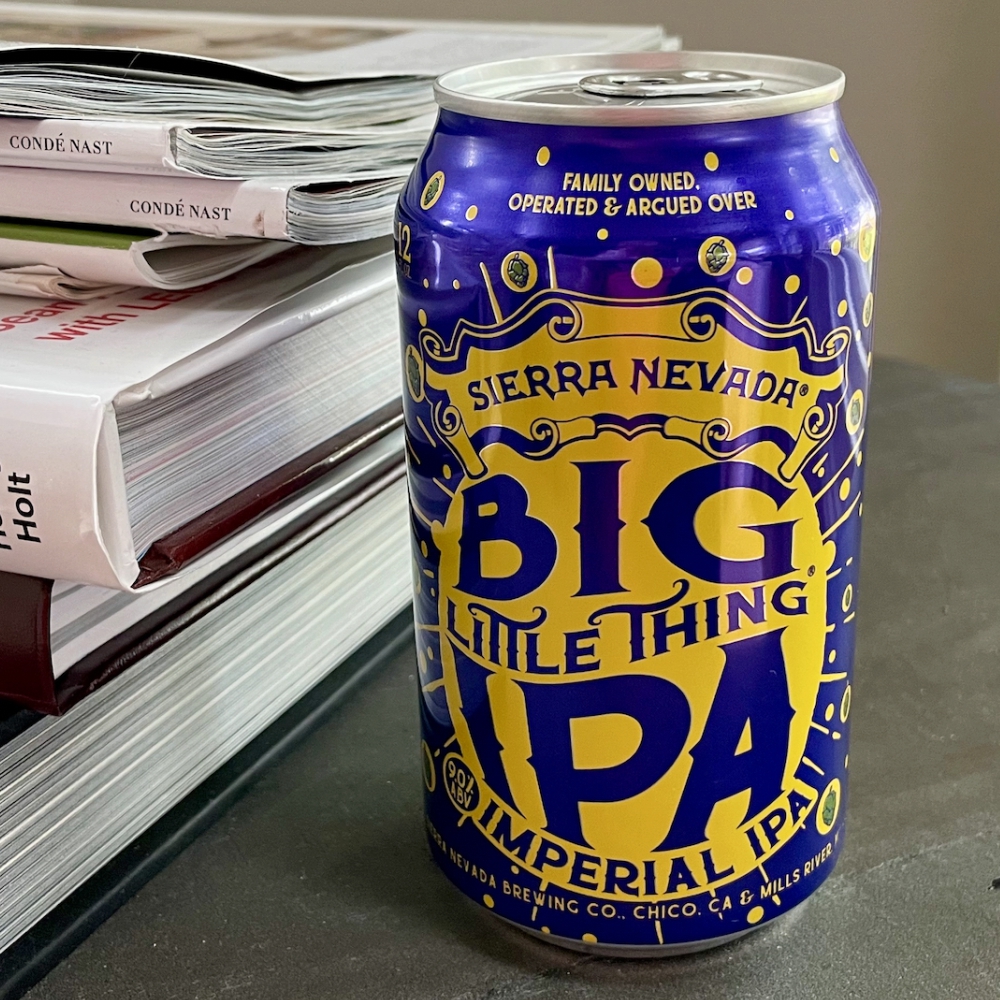 CONDÉ NAST
CONDÉ NAST
with
Holt
FAMILY OWNED,
OPERATED & ARGUED OVER
12
SIERRA NEVADA®
BIG
LITTLE THING®
IPA
9.0%
ABV
IMPERIAL IPA
NEVADA BREWING CO., CHICO, CA & MILLS RIVER,